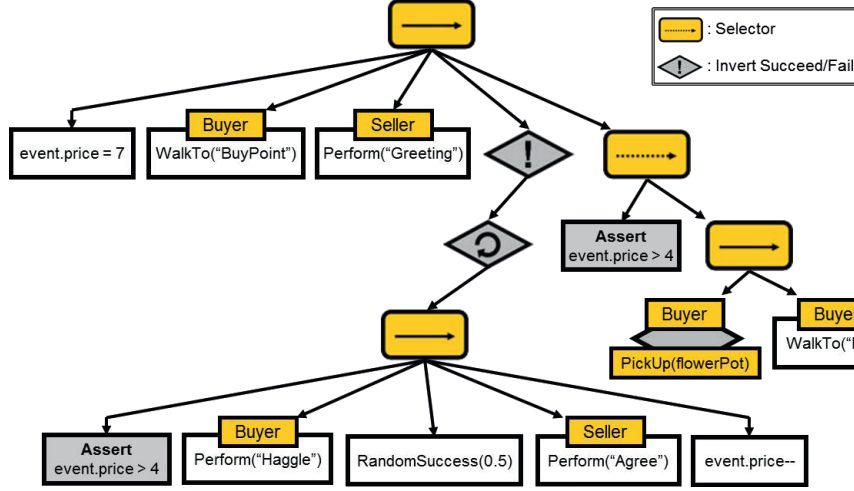 : Selector
! : Invert Succeed/Fail
event.price = 7
Buyer
WalkTo("BuyPoint")
Seller
Perform("Greeting")
!
Assert
event.price > 4
Buyer
PickUp(flowerPot)
WalkTo("
Assert
event.price > 4
Buyer
Perform("Haggle")
RandomSuccess(0.5)
Seller
Perform("Agree")
event.price--